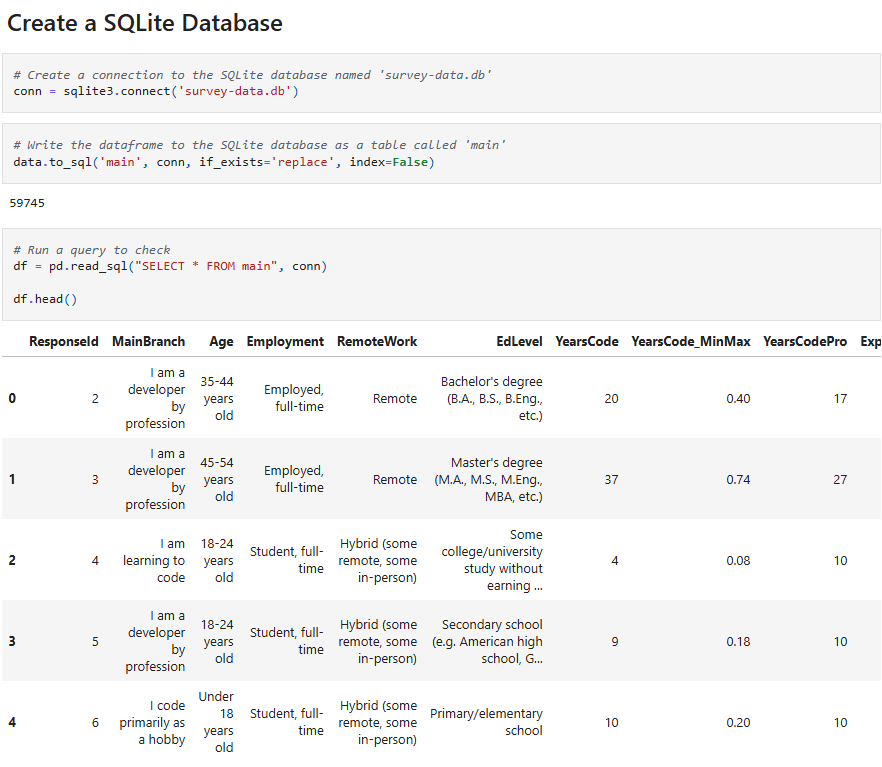 Create a SQLite Database
# Create a connection to the SQLite database named 'survey-data.db'
conn = sqlite3.connect('survey-data.db')
# Write the dataframe to the SQLite database as a table called 'main'
data.to_sql('main', conn, if_exists='replace', index=False)
59745
# Run a query to check
df = pd.read_sql("SELECT * FROM main", conn)
df.head()
ResponseId MainBranch Age Employment RemoteWork EdLevel YearsCode YearsCode_MinMax YearsCodePro Exp
0 2 I am a developer by profession 35-44 years old Employed, full-time Remote Bachelor's degree (B.A., B.S., B.Eng., etc.) 20 0.40 17
1 3 I am a developer by profession 45-54 years old Employed, full-time Remote Master's degree (M.A., M.S., M.Eng., MBA, etc.) 37 0.74 27
2 4 I am learning to code 18-24 years old Student, full-time Hybrid (some remote, some in-person) Some college/university study without earning ... 4 0.08 10
3 5 I am a developer by profession 18-24 years old Student, full-time Hybrid (some remote, some in-person) Secondary school (e.g. American high school, G... 9 0.18 10
4 6 I code primarily as a hobby Under 18 years old Student, full-time Hybrid (some remote, some in-person) Primary/elementary school 10 0.20 10